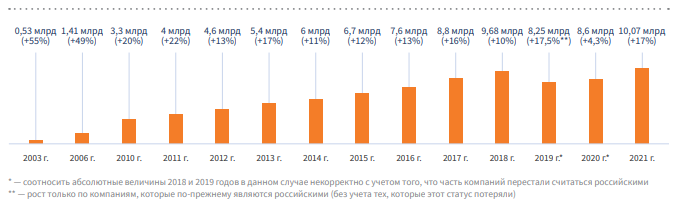 0,53 млрд 1,41 млрд 3,3 млрд 4 млрд 4,6 млрд 5,4 млрд 6 млрд 6,7 млрд 7,6 млрд 8,8 млрд 9,68 млрд 8,25 млрд 8,6 млрд 10,07 млрд
(+55%) (+49%) (+20%) (+22%) (+13%) (+17%) (+11%) (+12%) (+13%) (+16%) (+10%) (+17,5%**) (+4,3%) (+17%)
2003 г. 2006 г. 2010 г. 2011 г. 2012 г. 2013 г. 2014 г. 2015 г. 2016 г. 2017 г. 2018 г. 2019 г.* 2020 г.* 2021 г.
* — соотносить абсолютные величины 2018 и 2019 годов в данном случае некорректно с учетом того, что часть компаний перестали считаться российскими
** — рост только по компаниям, которые по-прежнему являются российскими (без учета тех, которые этот статус потеряли)